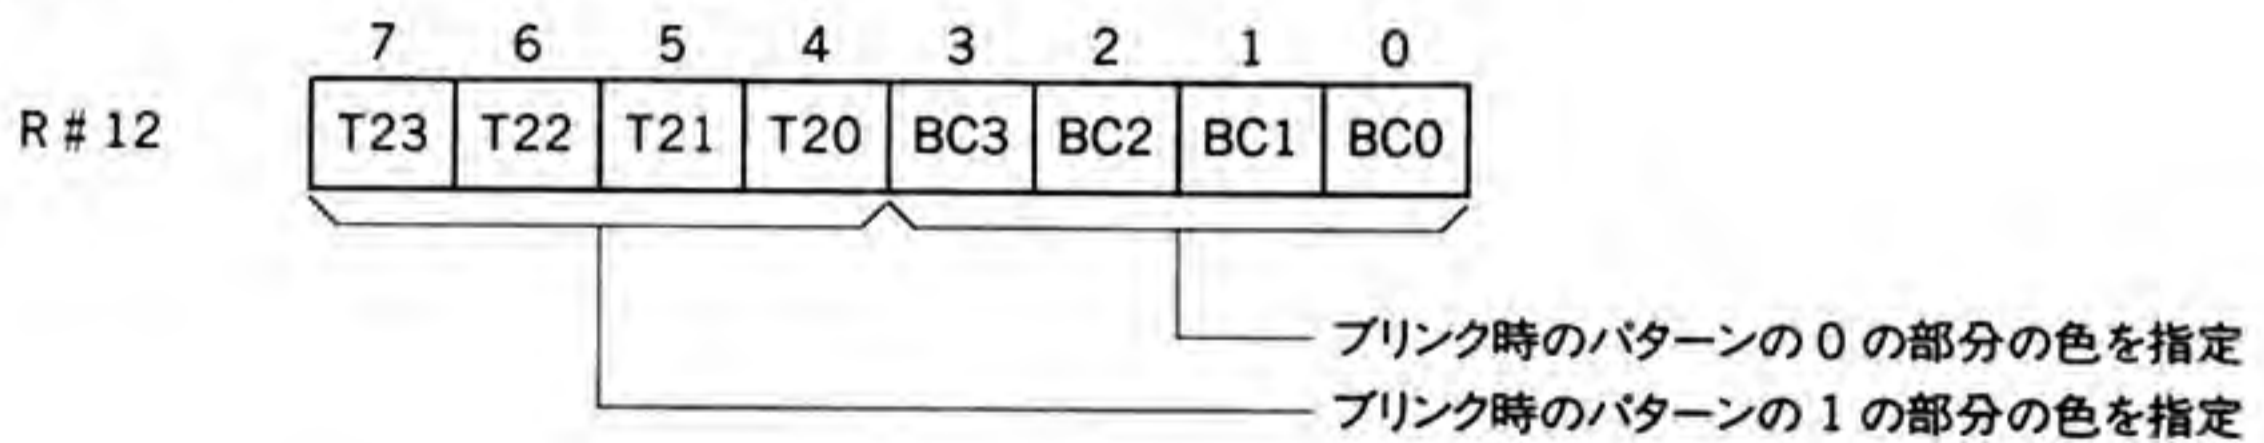 7 6 5 4 3 2 1 0
R#12 T23 T22 T21 T20 BC3 BC2 BC1 BC0
ブリンク時のパターンの0の部分の色を指定
ブリンク時のパターンの1の部分の色を指定